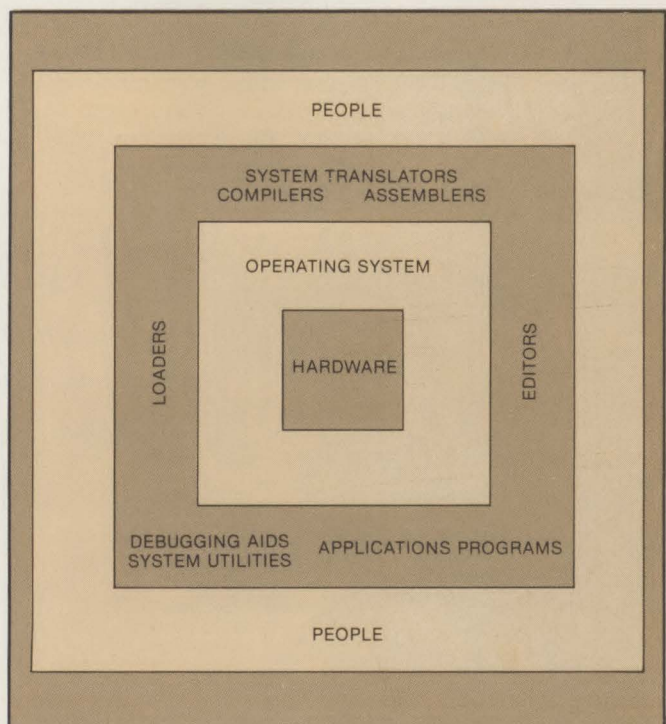 PEOPLE
SYSTEM TRANSLATORS
COMPILERS ASSEMBLERS
OPERATING SYSTEM
LOADERS
HARDWARE
EDITORS
DEBUGGING AIDS
SYSTEM UTILITIES
APPLICATIONS PROGRAMS
PEOPLE